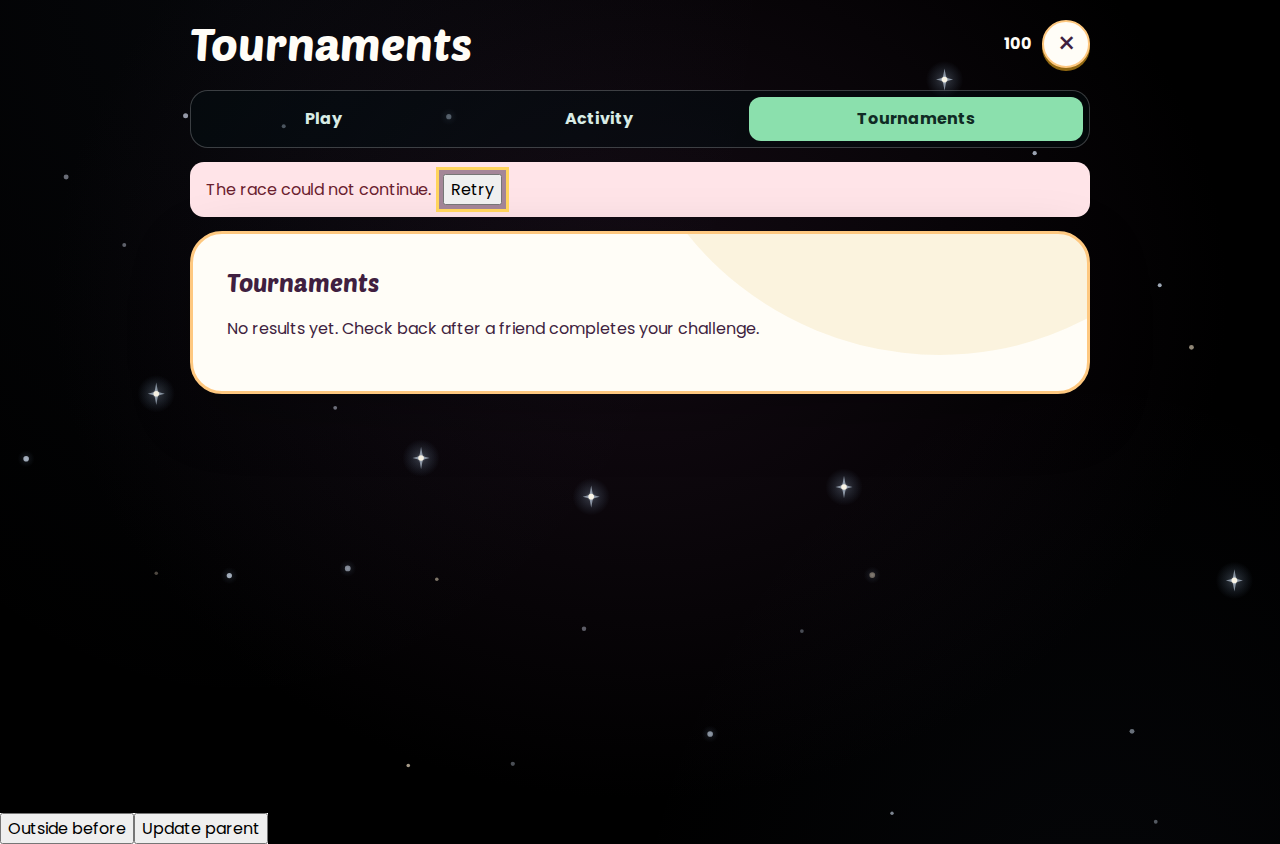 Tournaments
100 ×
Play Activity Tournaments
The race could not continue. Retry
Tournaments
No results yet. Check back after a friend completes your challenge.
Outside before Update parent